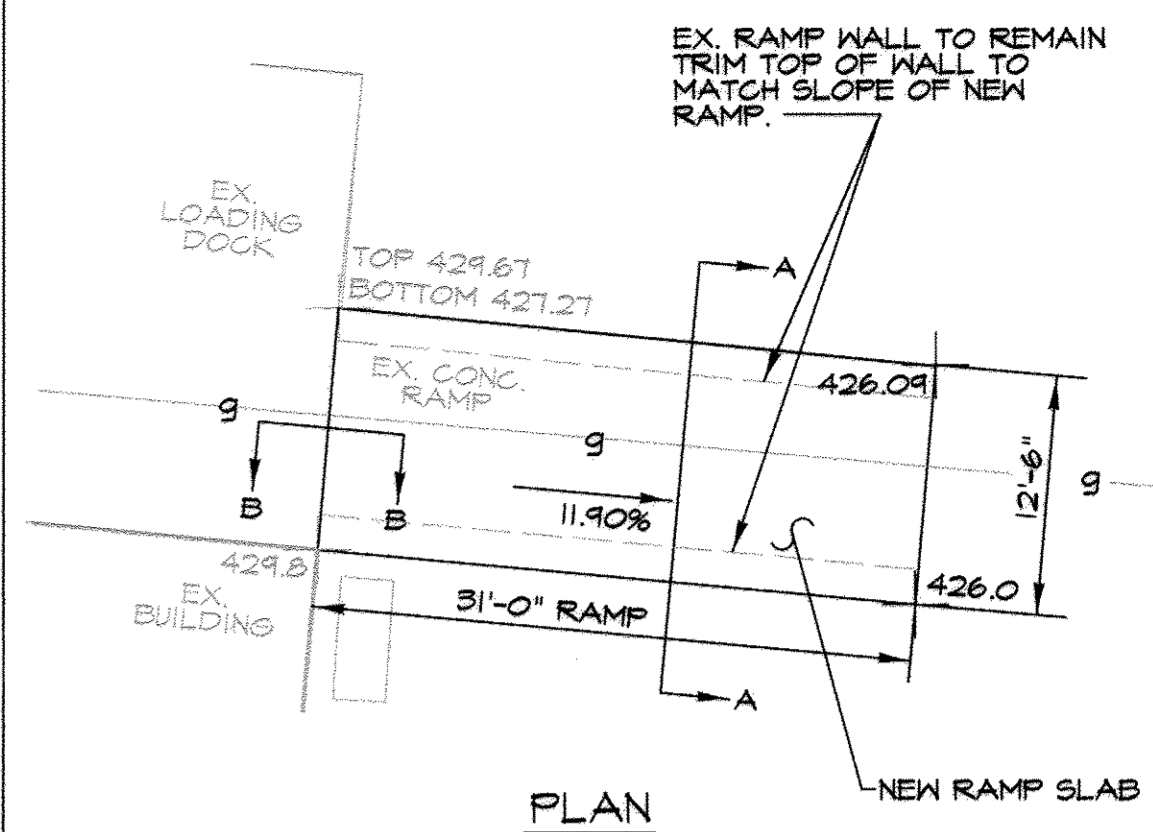 EX. RAMP WALL TO REMAIN
TRIM TOP OF WALL TO
MATCH SLOPE OF NEW
RAMP.
EX.
LOADING
DOCK
TOP 429.67
BOTTOM 427.27
A
EX. CONC.
RAMP
426.09
g
g
g
12'-6"
B
B
11.90%
429.8
EX.
BUILDING
31'-0" RAMP
426.0
A
NEW RAMP SLAB
PLAN